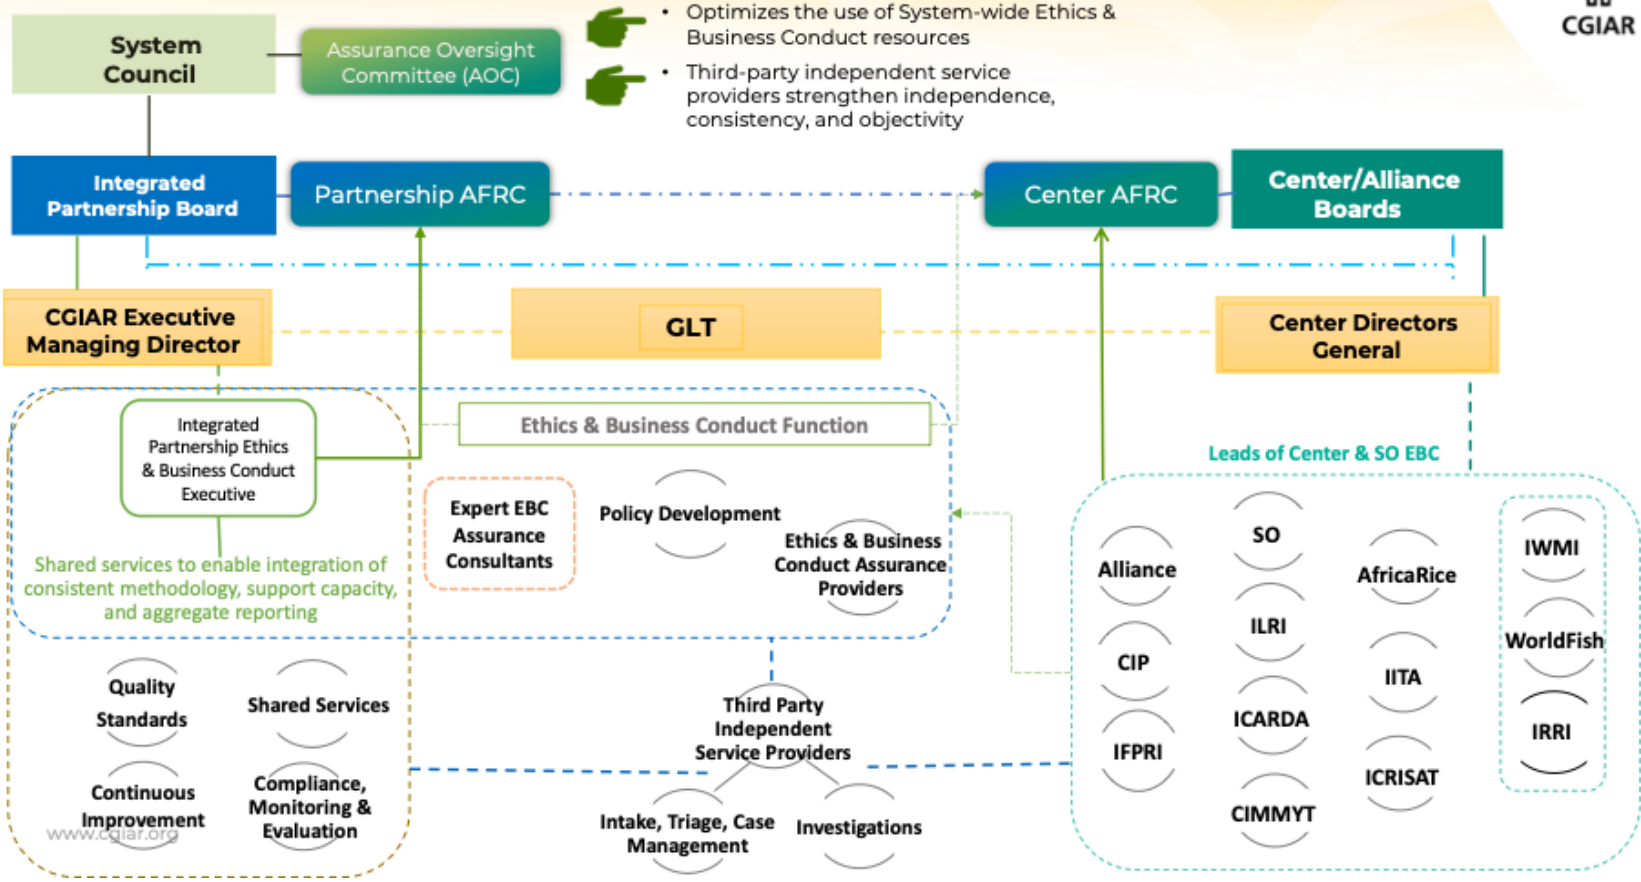 • Optimizes the use of System-wide Ethics &
Business Conduct resources
• Third-party independent service
providers strengthen independence,
consistency, and objectivity
CGIAR
System
Council
Assurance Oversight
Committee (AOC)
Integrated
Partnership Board
Partnership AFRC
Center AFRC
Center/Alliance
Boards
CGIAR Executive
Managing Director
GLT
Center Directors
General
Integrated
Partnership Ethics
& Business Conduct
Executive
Ethics & Business Conduct Function
Shared services to enable integration of
consistent methodology, support capacity,
and aggregate reporting
Expert EBC
Assurance
Consultants
Policy Development
Ethics & Business
Conduct Assurance
Providers
Quality
Standards
Shared Services
Continuous
Improvement
Compliance,
Monitoring &
Evaluation
www.cgiar.org
Third Party
Independent
Service Providers
Intake, Triage, Case
Management
Investigations
Leads of Center & SO EBC
Alliance
CIP
IFPRI
SO
ILRI
ICARDA
CIMMYT
AfricaRice
IITA
ICRISAT
IWMI
WorldFish
IRRI